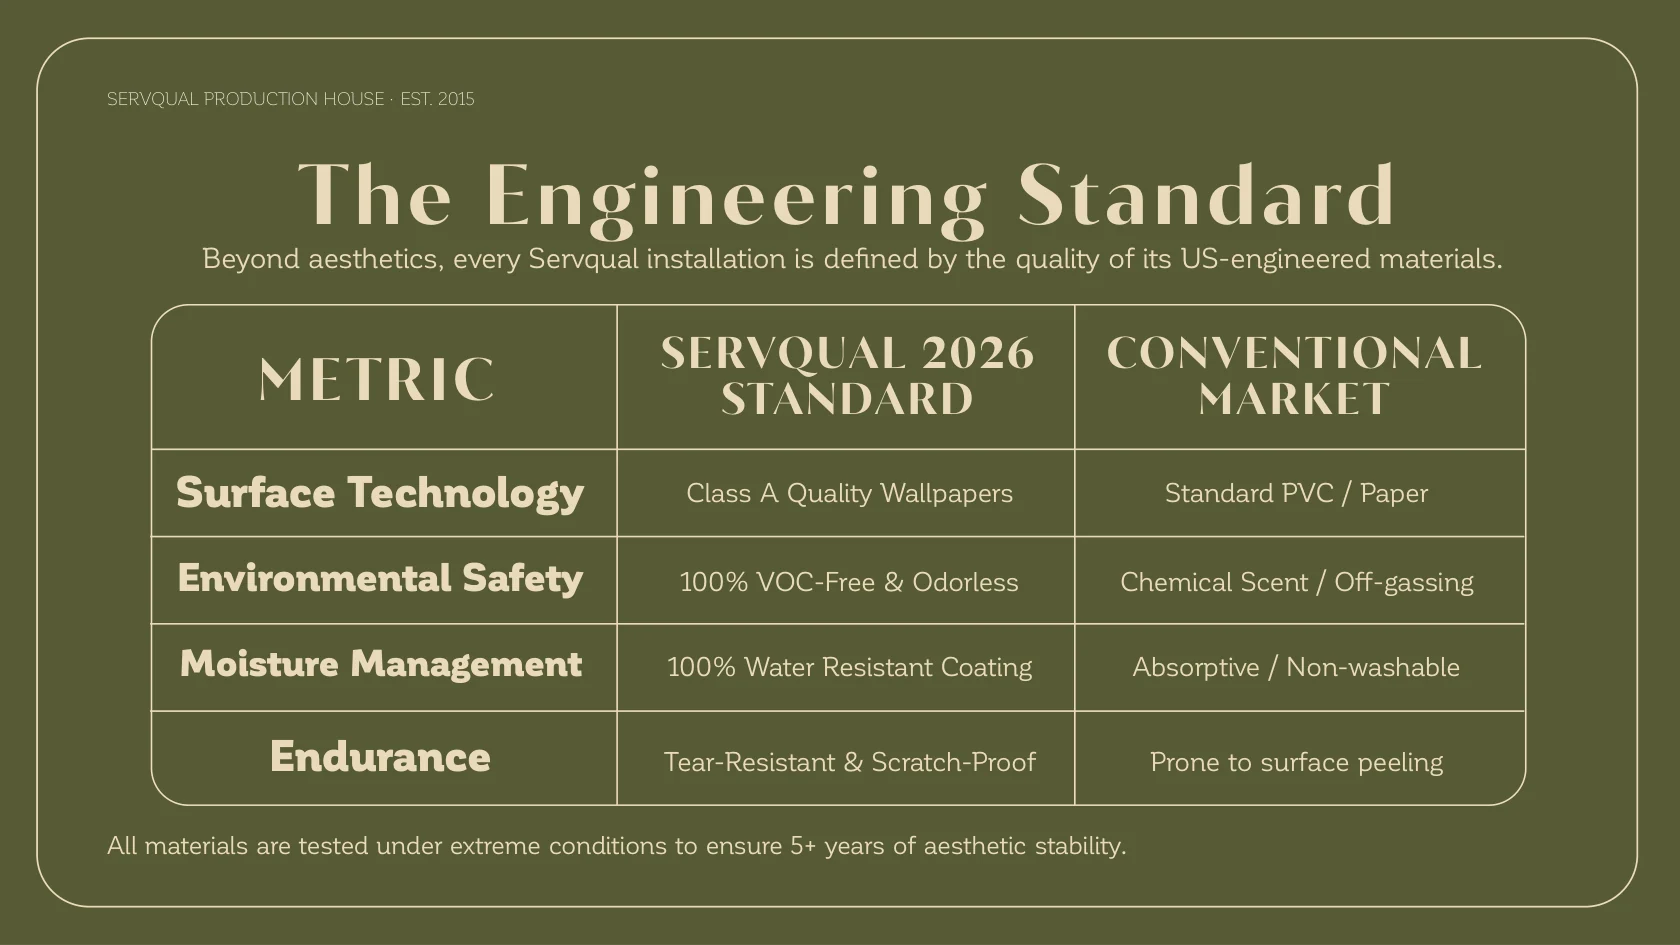 SERVQUAL PRODUCTION HOUSE · EST. 2015
The Engineering Standard
Beyond aesthetics, every Servqual installation is defined by the quality of its US-engineered materials.
METRIC
SERVQUAL 2026
STANDARD
CONVENTIONAL
MARKET
Surface Technology
Class A Quality Wallpapers
Standard PVC / Paper
Environmental Safety
100% VOC-Free & Odorless
Chemical Scent / Off-gassing
Moisture Management
100% Water Resistant Coating
Absorptive / Non-washable
Endurance
Tear-Resistant & Scratch-Proof
Prone to surface peeling
All materials are tested under extreme conditions to ensure 5+ years of aesthetic stability.